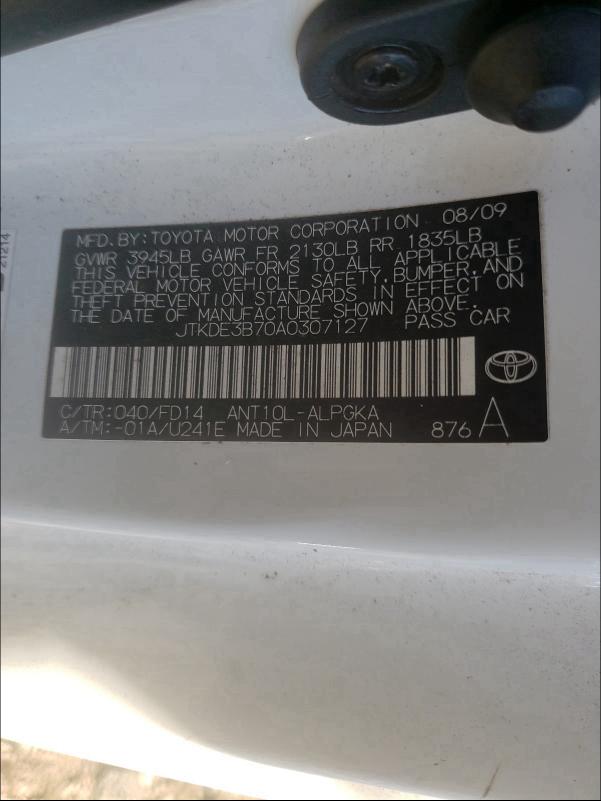 MFD.BY:TOYOTA MOTOR CORPORATION 08/09
GVWR 3945LB GAWR FR 2130LB RR 1835LB
THIS VEHICLE CONFORMS TO ALL APPLICABLE
FEDERAL MOTOR VEHICLE SAFETY,BUMPER,AND
THEFT PREVENTION STANDARDS IN EFFECT ON
THE DATE OF MANUFACTURE SHOWN ABOVE.
JTKDE3B70A0307127 PASS CAR
C/TR:040/FD14 ANT10L-ALPGKA
A/TM:-01A/U241E MADE IN JAPAN 876 A